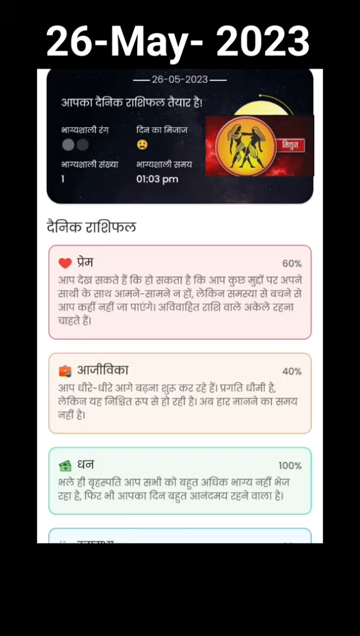 26-May- 2023
26-05-2023
आपका दैनिक राशिफल तैयार है!
भाग्यशाली रंग
दिन का मिजाज
मिथुन
भाग्यशाली संख्या
भाग्यशाली समय
1
01:03 pm
दैनिक राशिफल
प्रेम
60%
आप देख सकते हैं कि हो सकता है कि आप कुछ मुद्दों पर अपने
साथी के साथ आमने-सामने न हों, लेकिन समस्या से बचने से
आप कहीं नहीं जा पाएंगे। अविवाहित राशि वाले अकेले रहना
चाहते हैं।
आजीविका
40%
आप धीरे-धीरे आगे बढ़ना शुरू कर रहे हैं। प्रगति धीमी है,
लेकिन यह निश्चित रूप से हो रही है। अब हार मानने का समय
नहीं है।
धन
100%
भले ही बृहस्पति आप सभी को बहुत अधिक भाग्य नहीं भेज
रहा है, फिर भी आपका दिन बहुत आनंदमय रहने वाला है।